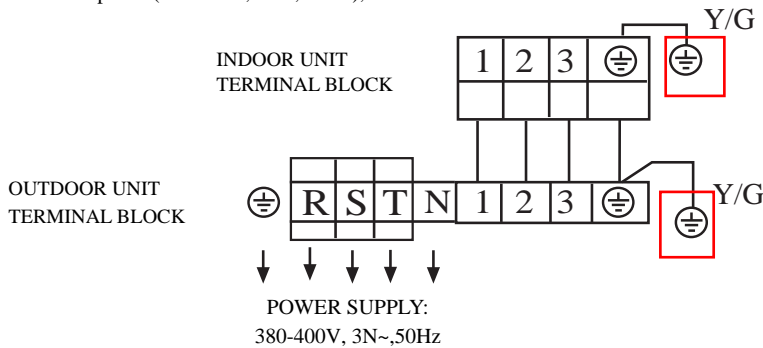 Y/G
INDOOR UNIT
TERMINAL BLOCK
1 2 3
OUTDOOR UNIT
TERMINAL BLOCK
R S T N 1 2 3
Y/G
POWER SUPPLY:
380-400V, 3N~,50Hz